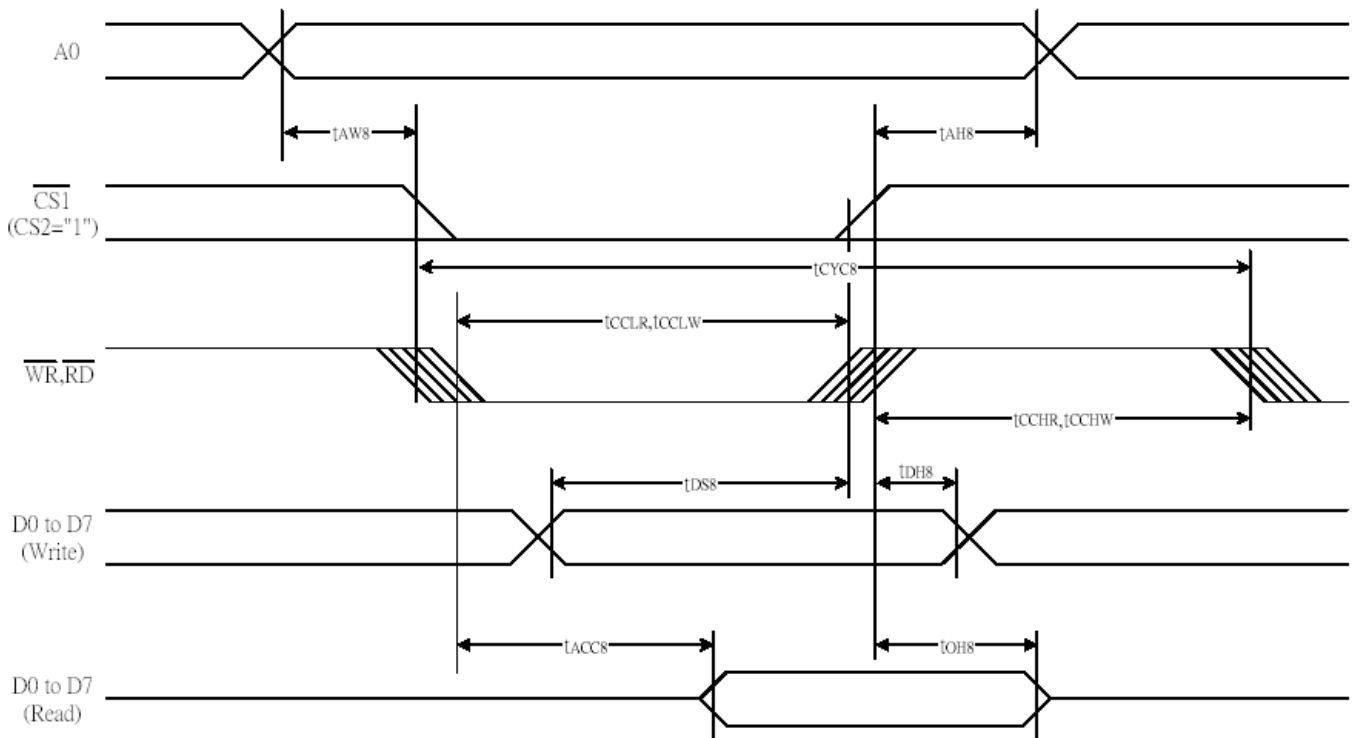 A0
tAW8
tAH8
CS1
(CS2="1")
tCYC8
tCCLR,tCCLW
WR,RD
tCCHR,tCCHW
tDS8
tDH8
D0 to D7
(Write)
tACC8
tOH8
D0 to D7
(Read)